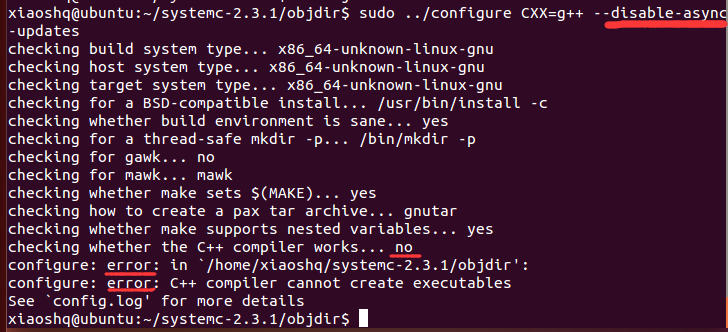 xiaoshq@ubuntu:~/systemc-2.3.1/objdir$ sudo ../configure CXX=g++ --disable-async
-updates
checking build system type... x86_64-unknown-linux-gnu
checking host system type... x86_64-unknown-linux-gnu
checking target system type... x86_64-unknown-linux-gnu
checking for a BSD-compatible install... /usr/bin/install -c
checking whether build environment is sane... yes
checking for a thread-safe mkdir -p... /bin/mkdir -p
checking for gawk... no
checking for mawk... mawk
checking whether make sets $(MAKE)... yes
checking how to create a pax tar archive... gnutar
checking whether make supports nested variables... yes
checking whether the C++ compiler works... no
configure: error: in `/home/xiaoshq/systemc-2.3.1/objdir':
configure: error: C++ compiler cannot create executables
See `config.log' for more details
xiaoshq@ubuntu:~/systemc-2.3.1/objdir$